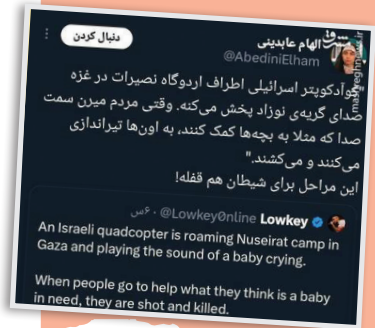 الهام عابدینی
@AbediniElham
دنبال کردن
کوادکوپتر اسرائیلی اطراف اردوگاه نصیرات در غزه
صدای گریه‌ی نوزاد پخش می‌کنه. وقتی مردم میرن سمت
صدا که مثلا به بچه‌ها کمک کنند، به اون‌ها تیراندازی
می‌کنند و می‌کشند."
این مراحل برای شیطان هم قفله!
Lowkey @Lowkey0nline · ۶س
An Israeli quadcopter is roaming Nuseirat camp in
Gaza and playing the sound of a baby crying.
When people go to help what they think is a baby
in need, they are shot and killed.
mashreghnews.ir